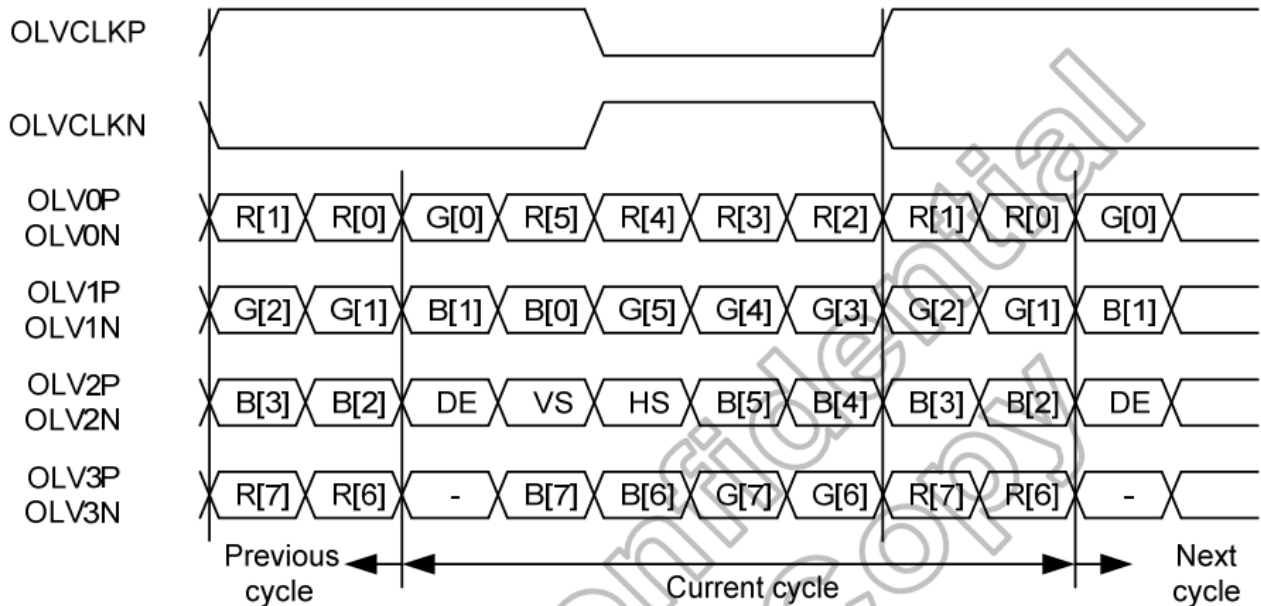 OLVCLKP
OLVCLKN
OLV0P
OLV0N
R[1] R[0] G[0] R[5] R[4] R[3] R[2] R[1] R[0] G[0]
OLV1P
OLV1N
G[2] G[1] B[1] B[0] G[5] G[4] G[3] G[2] G[1] B[1]
OLV2P
OLV2N
B[3] B[2] DE VS HS B[5] B[4] B[3] B[2] DE
OLV3P
OLV3N
R[7] R[6] - B[7] B[6] G[7] G[6] R[7] R[6] -
Previous
cycle
Current cycle
Next
cycle